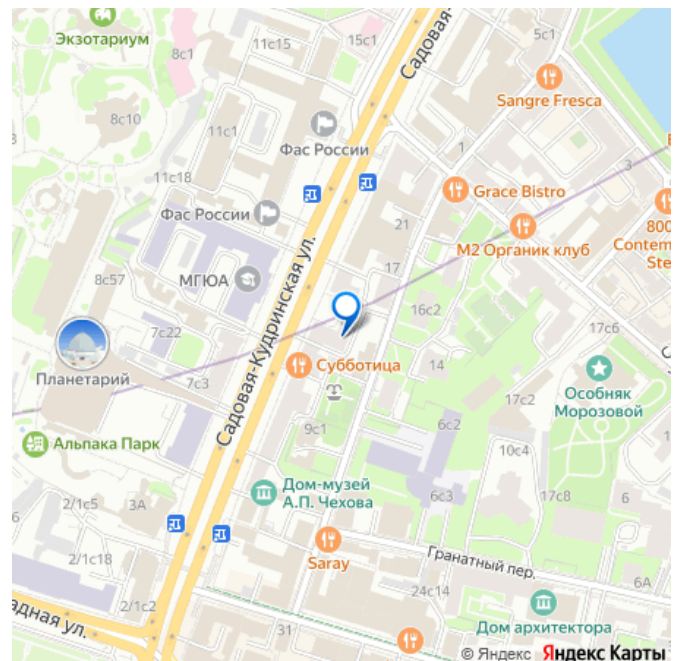 Экзотариум
8с1
11с15
15с1
Садовая-
5с1
Sangre Fresca
8с10
11с1
Фас России
1
3
11с18
Grace Bistro
Фас России
21
М2 Органик клуб
800
Contem
Ste
17
МГЮА
8с57
16с2
Садовая-Кудринская ул.
7с22
17с6
Планетарий
7с3
Субботица
14
Особняк
Морозовой
17с2
Альпака Парк
9с1
6с2
10с4
2/1с5
3А
Дом-музей
А.П. Чехова
6с3
17с8
6
2/1с18
Saray
Гранатный пер.
6А
2/1с2
24с14
адная ул.
31
Дом архитектора
© Яндекс Яндекс Карты